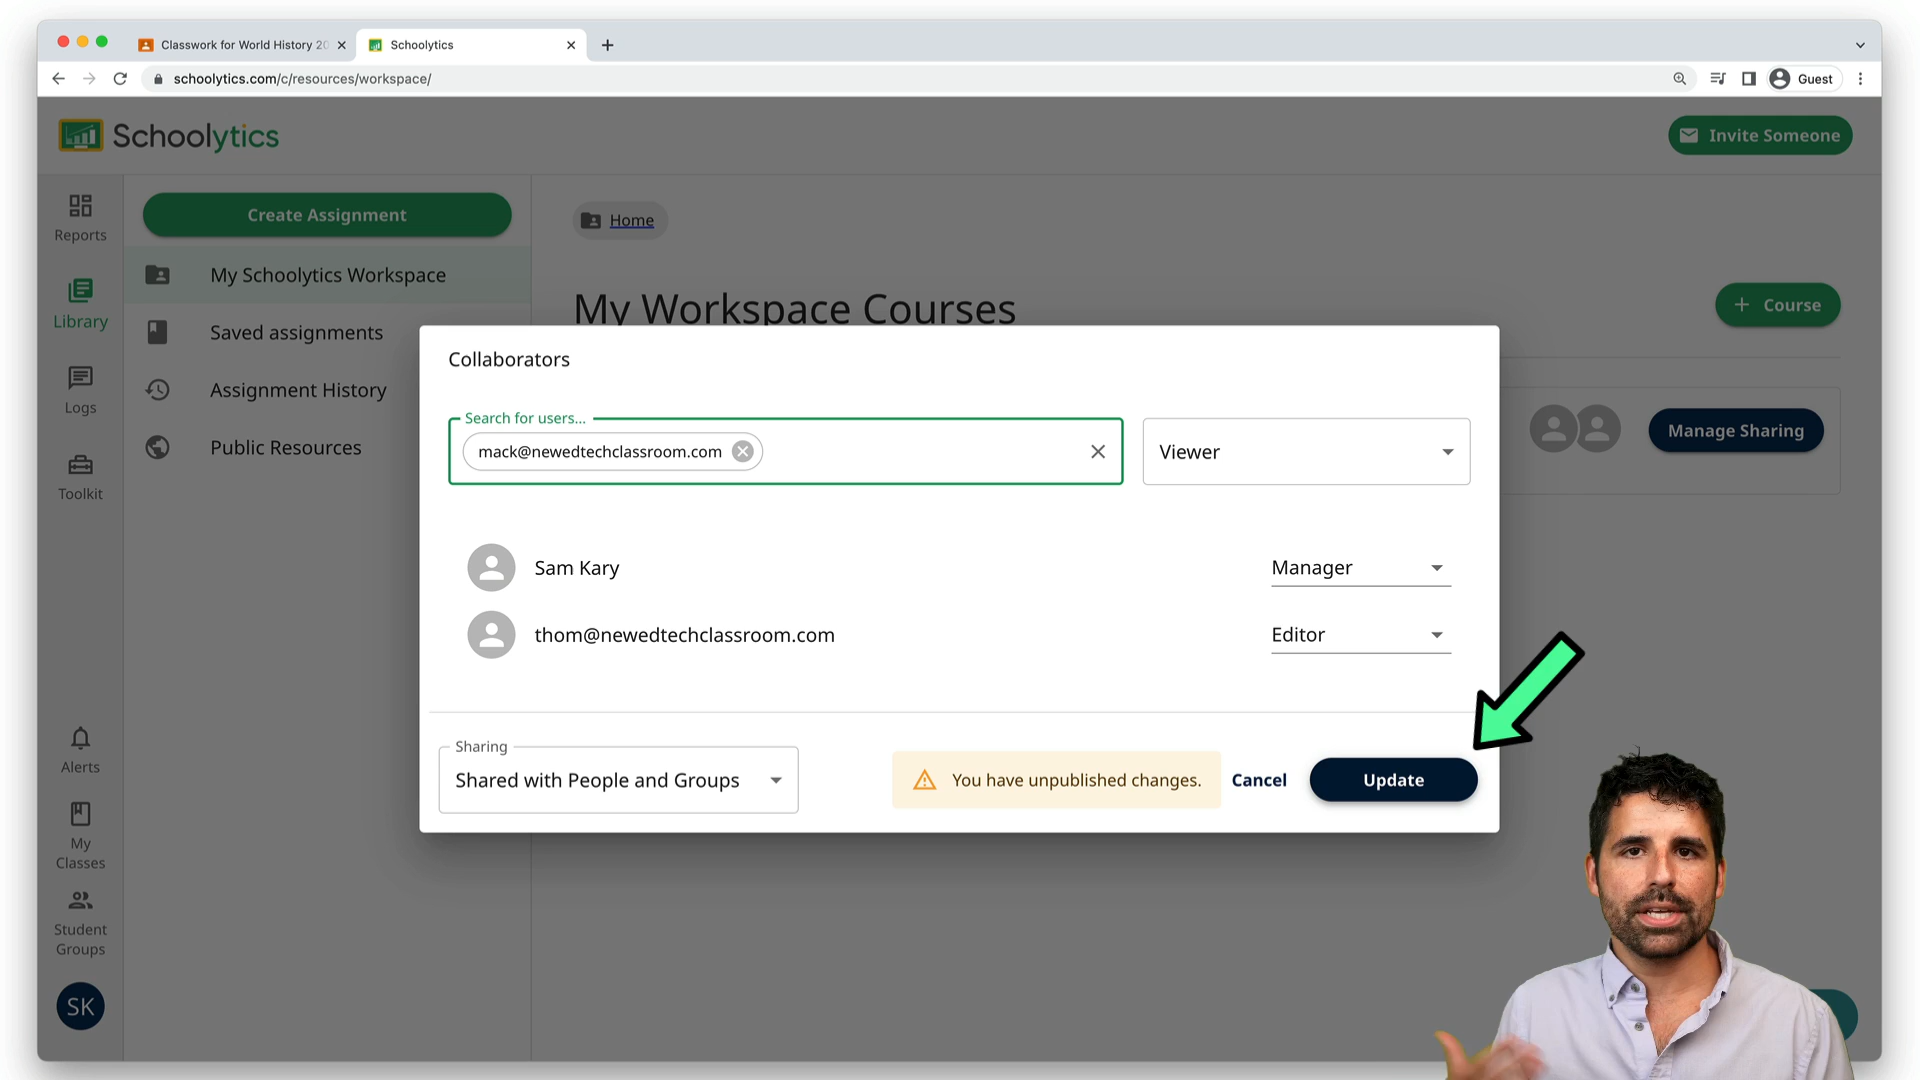 Classwork for World History 20
Schoolytics
schoolytics.com/c/resources/workspace/
Guest
Schoolytics
Invite Someone
Reports
Library
Logs
Toolkit
Alerts
My
Classes
Student
Groups
SK
Create Assignment
My Schoolytics Workspace
Saved assignments
Assignment History
Public Resources
Home
My Workspace Courses
Course
Manage Sharing
Collaborators
Search for users...
mack@newedtechclassroom.com
Viewer
Sam Kary
Manager
thom@newedtechclassroom.com
Editor
Sharing
Shared with People and Groups
You have unpublished changes.
Cancel
Update